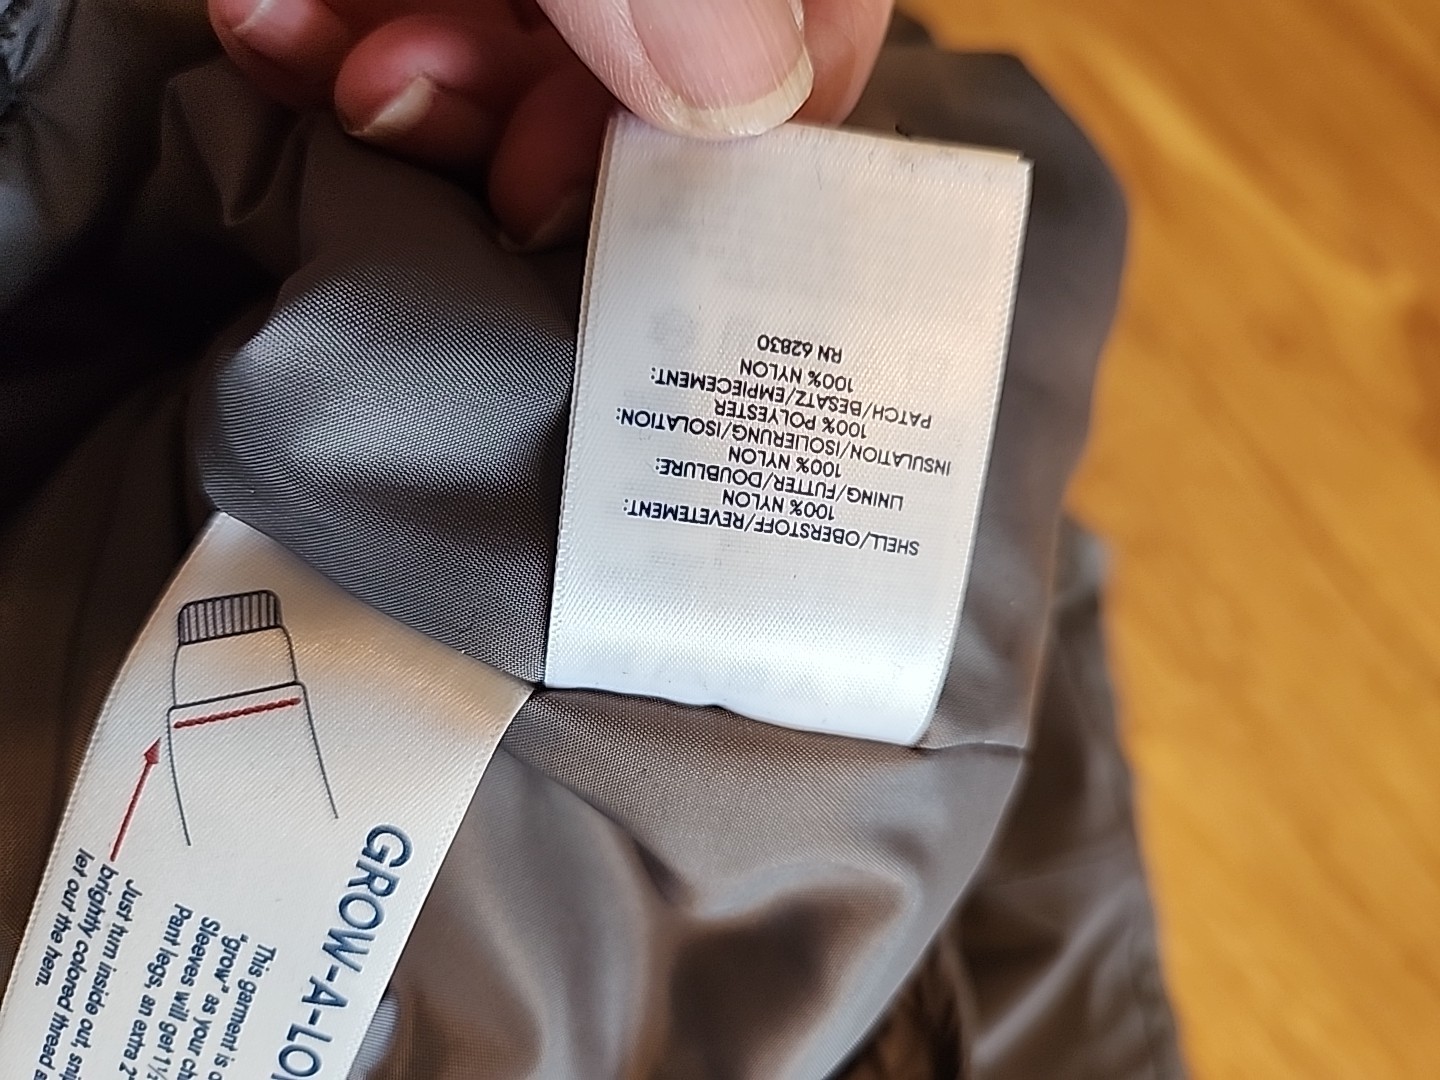 SHELL/OBERSTOFF/REVETEMENT:
100% NYLON
LINING/FUTTER/DOUBLURE:
100% NYLON
INSULATION/ISOLIERUNG/ISOLATION:
100% POLYESTER
PATCH/BESATZ/EMPIECEMENT:
100% NYLON
RN 62830
GROW-A-LO
This garment is
"grow" as your ch
Sleeves will get 1½
Pant legs, an extra 2"
Just turn inside out, sni
brightly colored thread a
let out the hem.